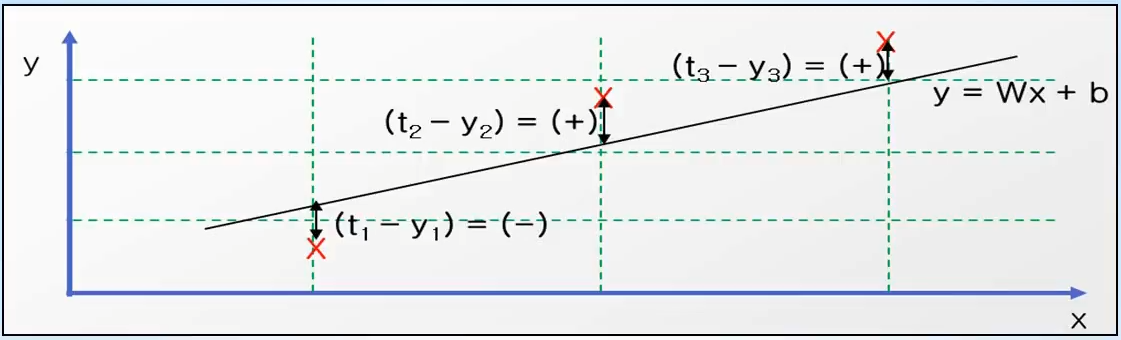 y
(t₃ − y₃) = (+)
y = Wx + b
(t₂ − y₂) = (+)
(t₁ − y₁) = (−)
x